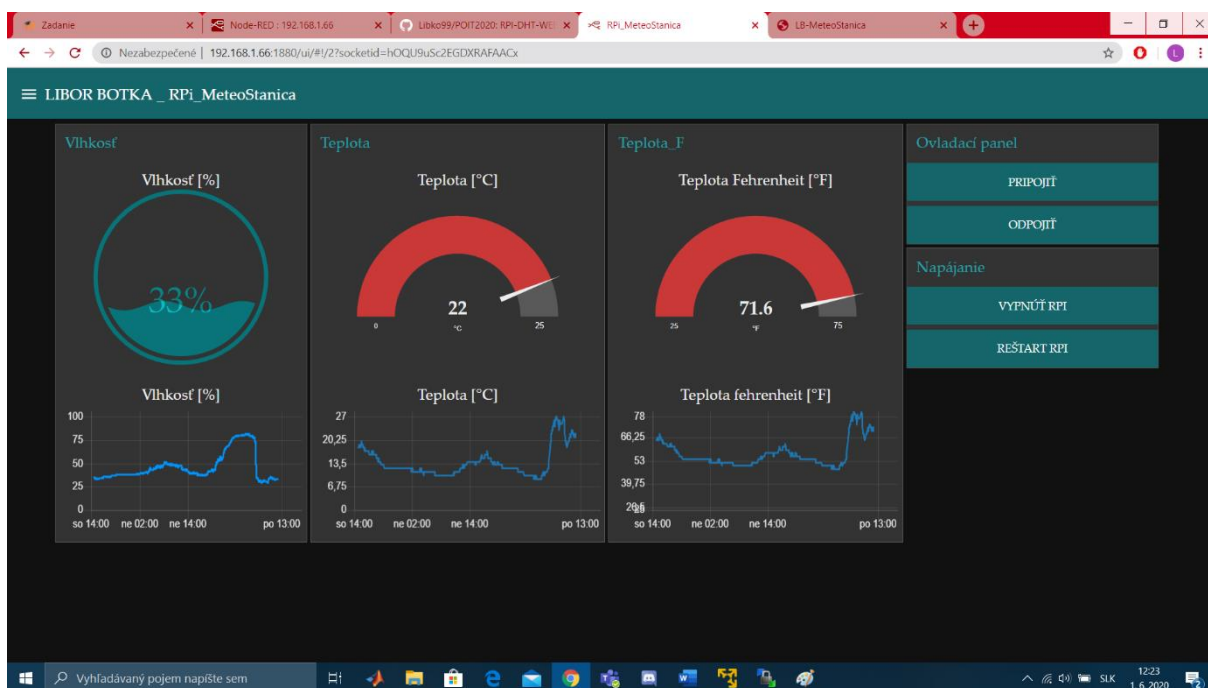 Zadanie
Node-RED : 192.168.1.66
Libko99/POIT2020: RPI-DHT-WE
RPi_MeteoStanica
LB-MeteoStanica
Nezabezpečené | 192.168.1.66:1880/ui/#!/2?socketid=hOQU9uSc2EGDXRAFAACx
L
LIBOR BOTKA _ RPi_MeteoStanica
Vlhkosť
Vlhkosť [%]
33%
Vlhkosť [%]
100
75
50
25
0
so 14:00 ne 02:00 ne 14:00 po 13:00
Teplota
Teplota [°C]
22
°C
0
25
Teplota [°C]
27
20,25
13,5
6,75
0
so 14:00 ne 02:00 ne 14:00 po 13:00
Teplota_F
Teplota Fehrenheit [°F]
71.6
°F
25
75
Teplota fehrenheit [°F]
78
66,25
53
39,75
so 14:00 ne 02:00 ne 14:00 po 13:00
Ovladací panel
PRIPOJIŤ
ODPOJIŤ
Napájanie
VYPNÚŤ RPI
REŠTART RPI
Vyhľadávaný pojem napíšte sem
SLK
12:23
1. 6. 2020